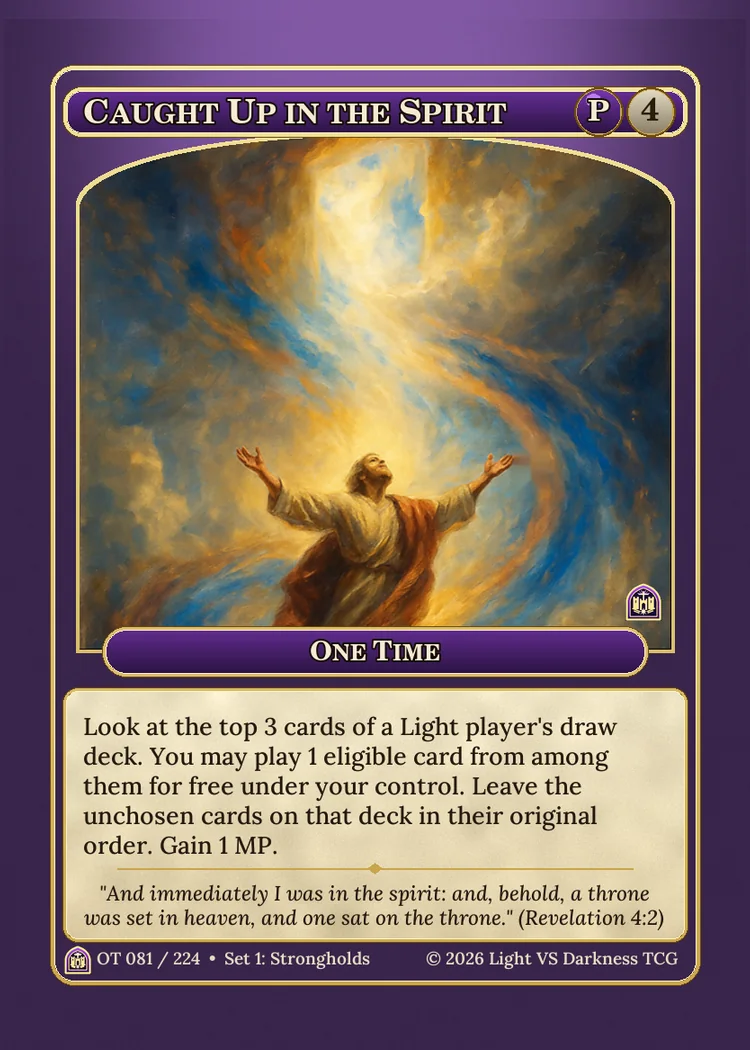 Caught Up in the Spirit P 4
One Time
Look at the top 3 cards of a Light player's draw
deck. You may play 1 eligible card from among
them for free under your control. Leave the
unchosen cards on that deck in their original
order. Gain 1 MP.
"And immediately I was in the spirit: and, behold, a throne
was set in heaven, and one sat on the throne." (Revelation 4:2)
OT 081 / 224 • Set 1: Strongholds © 2026 Light VS Darkness TCG